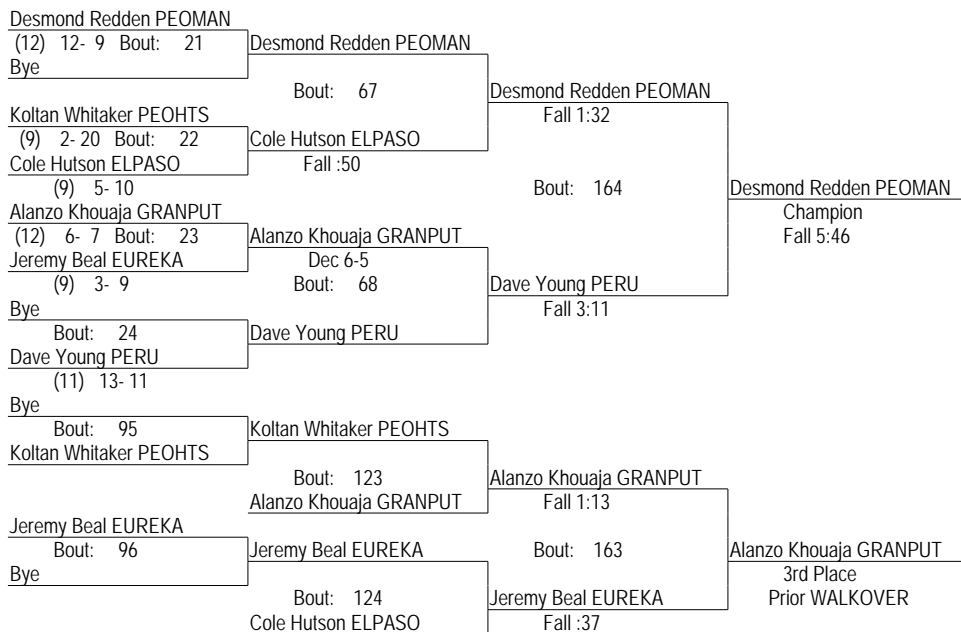 Desmond Redden PEOMAN
(12) 12- 9 Bout: 21
Desmond Redden PEOMAN
Bye
Bout: 67
Desmond Redden PEOMAN
Koltan Whitaker PEOHTS
Fall 1:32
(9) 2- 20 Bout: 22
Cole Hutson ELPASO
Cole Hutson ELPASO
Fall :50
(9) 5- 10
Bout: 164
Desmond Redden PEOMAN
Alanzo Khouaja GRANPUT
Champion
(12) 6- 7 Bout: 23
Alanzo Khouaja GRANPUT
Fall 5:46
Jeremy Beal EUREKA
Dec 6-5
(9) 3- 9
Bout: 68
Dave Young PERU
Bye
Fall 3:11
Bout: 24
Dave Young PERU
Dave Young PERU
(11) 13- 11
Bye
Bout: 95
Koltan Whitaker PEOHTS
Koltan Whitaker PEOHTS
Bout: 123
Alanzo Khouaja GRANPUT
Alanzo Khouaja GRANPUT
Fall 1:13
Jeremy Beal EUREKA
Bout: 96
Jeremy Beal EUREKA
Bout: 163
Alanzo Khouaja GRANPUT
Bye
3rd Place
Bout: 124
Jeremy Beal EUREKA
Prior WALKOVER
Cole Hutson ELPASO
Fall :37